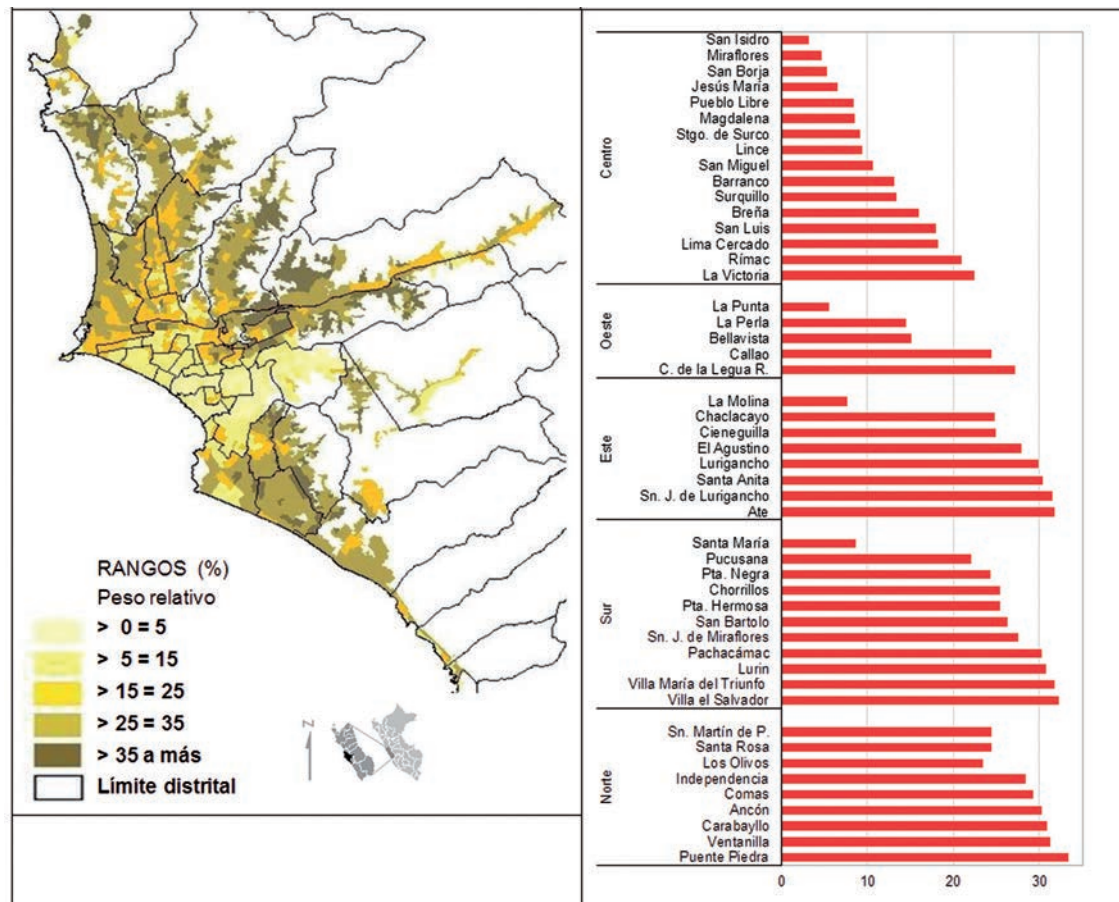 RANGOS (%)
Peso relativo
> 0 = 5
> 5 = 15
> 15 = 25
> 25 = 35
> 35 a más
Límite distrital
N
Centro
San Isidro
Miraflores
San Borja
Jesús María
Pueblo Libre
Magdalena
Stgo. de Surco
Lince
San Miguel
Barranco
Surquillo
Breña
San Luis
Lima Cercado
Rímac
La Victoria
Oeste
La Punta
La Perla
Bellavista
Callao
C. de la Legua R.
Este
La Molina
Chaclacayo
Cieneguilla
El Agustino
Lurigancho
Santa Anita
Sn. J. de Lurigancho
Ate
Sur
Santa María
Pucusana
Pta. Negra
Chorrillos
Pta. Hermosa
San Bartolo
Sn. J. de Miraflores
Pachacámac
Lurin
Villa María del Triunfo
Villa el Salvador
Norte
Sn. Martín de P.
Santa Rosa
Los Olivos
Independencia
Comas
Ancón
Carabayllo
Ventanilla
Puente Piedra
0 10 20 30